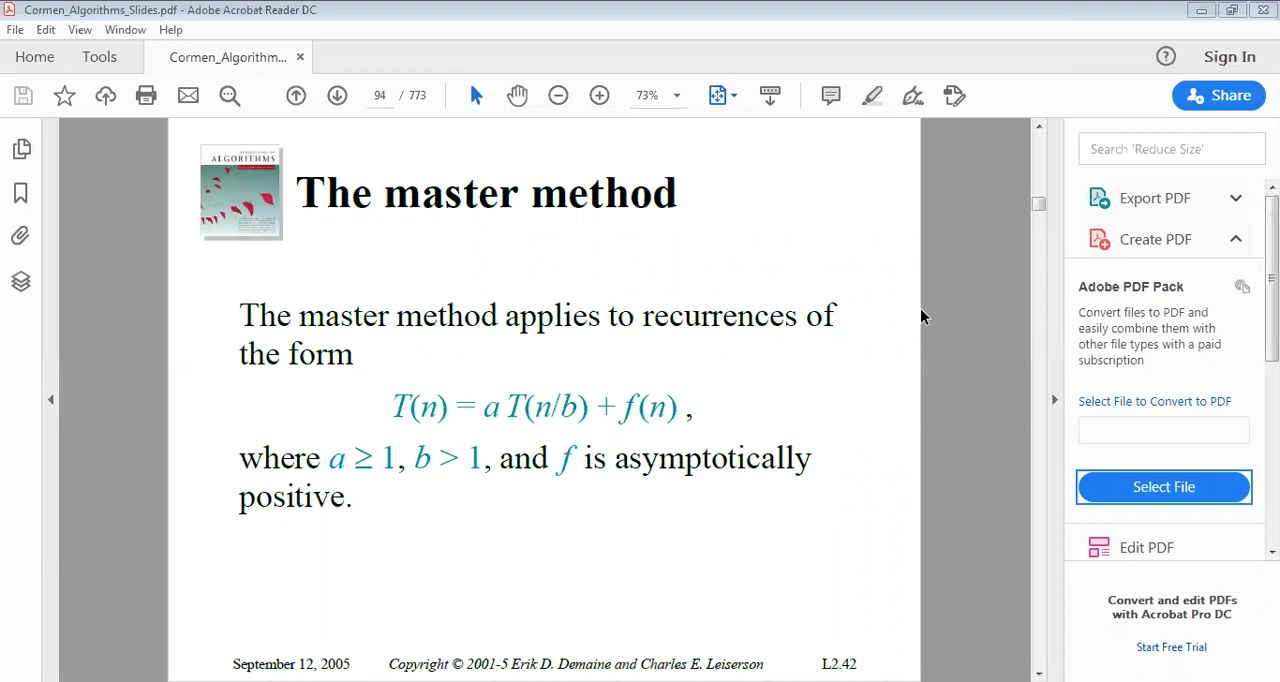 Cormen_Algorithms_Slides.pdf - Adobe Acrobat Reader DC
File Edit View Window Help
Home Tools Cormen_Algorithm... ×
Sign In
94 / 773
73%
Share
ALGORITHMS
The master method
The master method applies to recurrences of
the form
T(n) = a T(n/b) + f(n) ,
where a ≥ 1, b > 1, and f is asymptotically
positive.
September 12, 2005 Copyright © 2001-5 Erik D. Demaine and Charles E. Leiserson L2.42
Search 'Reduce Size'
Export PDF
Create PDF
Adobe PDF Pack
Convert files to PDF and
easily combine them with
other file types with a paid
subscription
Select File to Convert to PDF
Select File
Edit PDF
Convert and edit PDFs
with Acrobat Pro DC
Start Free Trial